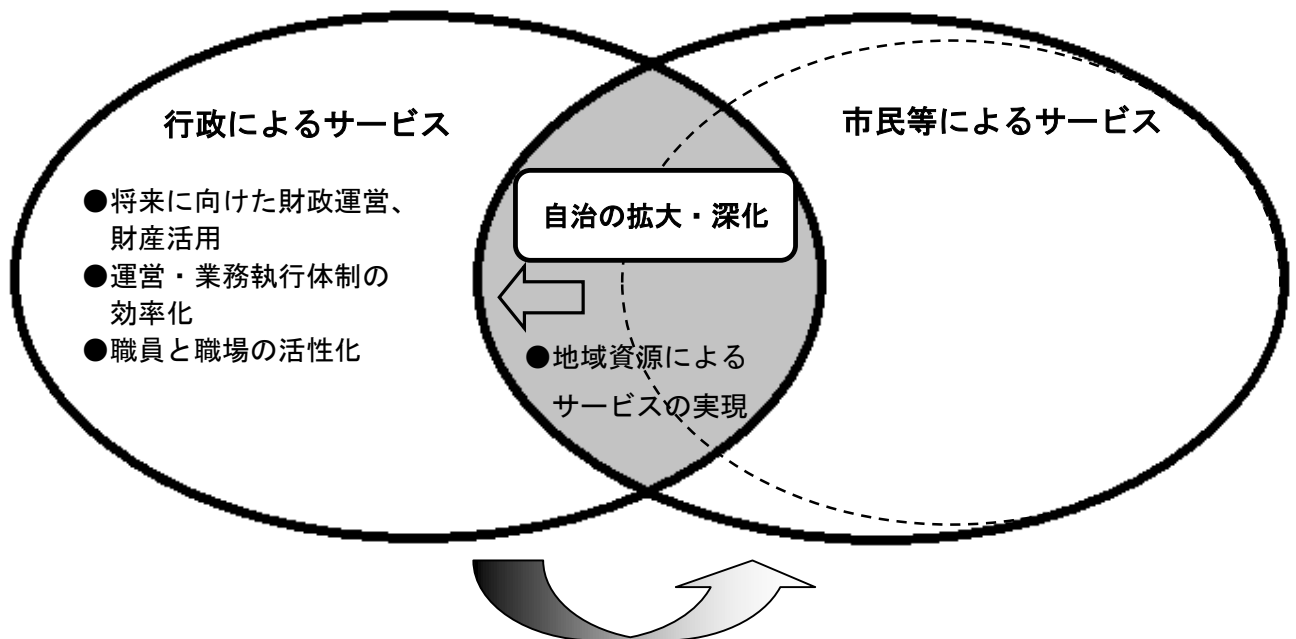 行政によるサービス
●将来に向けた財政運営、
財産活用
●運営・業務執行体制の
効率化
●職員と職場の活性化
自治の拡大・深化
●地域資源による
サービスの実現
市民等によるサービス